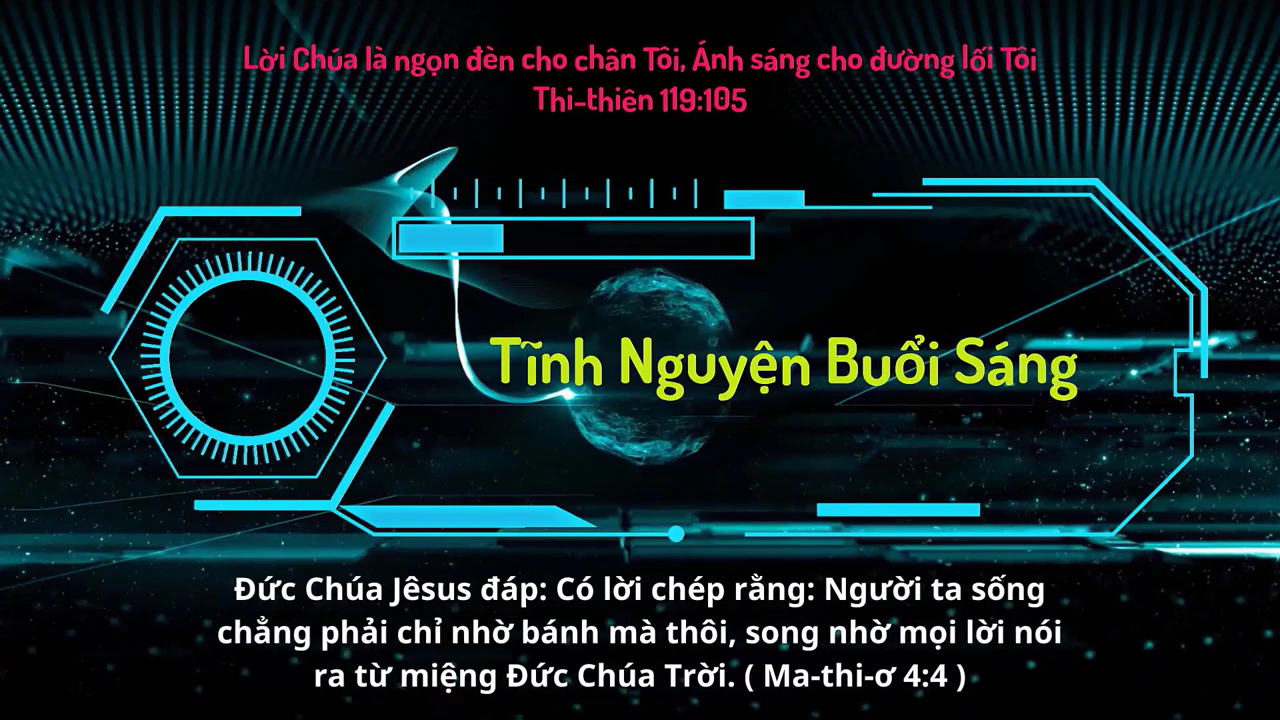 Lời Chúa là ngọn đèn cho chân Tôi, Ánh sáng cho đường lối Tôi
Thi-thiên 119:105
Tĩnh Nguyện Buổi Sáng
Đức Chúa Jêsus đáp: Có lời chép rằng: Người ta sống
chẳng phải chỉ nhờ bánh mà thôi, song nhờ mọi lời nói
ra từ miệng Đức Chúa Trời. ( Ma-thi-ơ 4:4 )